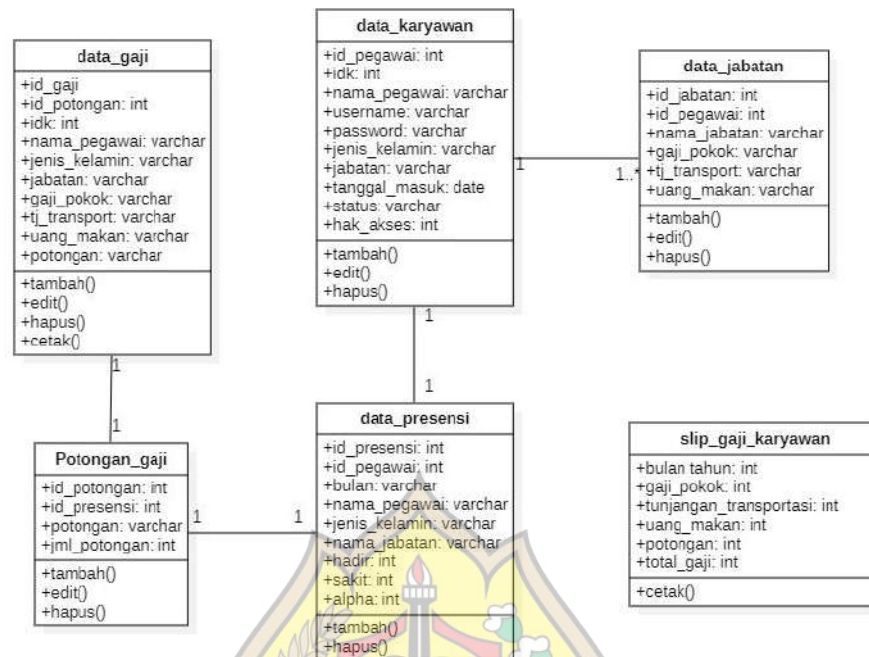 data_gaji
+id_gaji
+id_potongan: int
+idk: int
+nama_pegawai: varchar
+jenis_kelamin: varchar
+jabatan: varchar
+gaji_pokok: varchar
+tj_transport: varchar
+uang_makan: varchar
+potongan: varchar
+tambah()
+edit()
+hapus()
+cetak()
data_karyawan
+id_pegawai: int
+idk: int
+nama_pegawai: varchar
+username: varchar
+password: varchar
+jenis_kelamin: varchar
+jabatan: varchar
+tanggal_masuk: date
+status: varchar
+hak_akses: int
+tambah()
+edit()
+hapus()
data_jabatan
+id_jabatan: int
+id_pegawai: int
+nama_jabatan: varchar
+gaji_pokok: varchar
+tj_transport: varchar
+uang_makan: varchar
+tambah()
+edit()
+hapus()
1
1..*
1
1
1
1
Potongan_gaji
+id_potongan: int
+id_presensi: int
+potongan: varchar
+jml_potongan: int
+tambah()
+edit()
+hapus()
1
1
data_presensi
+id_presensi: int
+id_pegawai: int
+bulan: varchar
+nama_pegawai: varchar
+jenis_kelamin: varchar
+nama_jabatan: varchar
+hadir: int
+sakit: int
+alpha: int
+tambah()
+hapus()
slip_gaji_karyawan
+bulan tahun: int
+gaji_pokok: int
+tunjangan_transportasi: int
+uang_makan: int
+potongan: int
+total_gaji: int
+cetak()